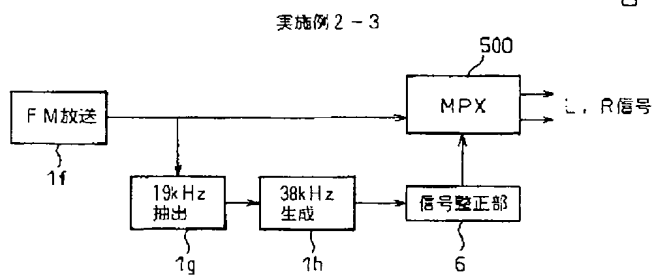 実施例2-3
500
FM放送
MPX
L,R信号
1f
19kHz
抽出
38kHz
生成
信号整正部
1g
1h
6